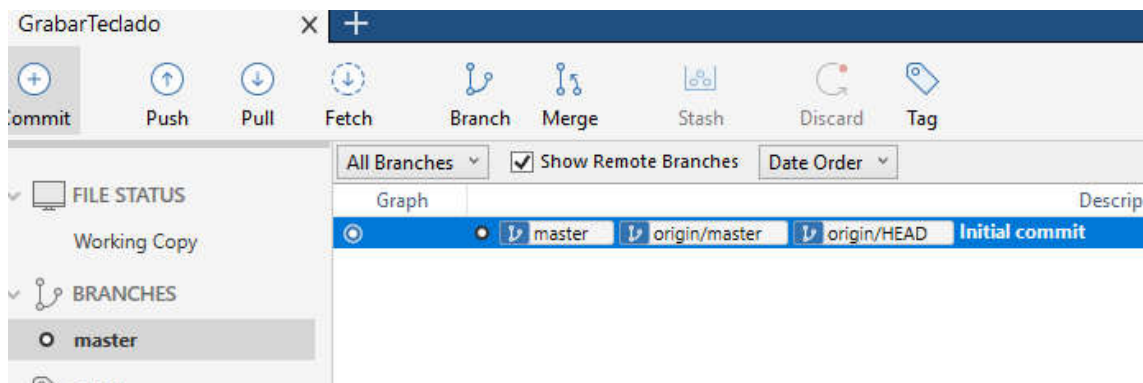 GrabarTeclado
ommit Push Pull Fetch Branch Merge Stash Discard Tag
All Branches Show Remote Branches Date Order
FILE STATUS
Graph Descrip
Working Copy
master origin/master origin/HEAD Initial commit
BRANCHES
master